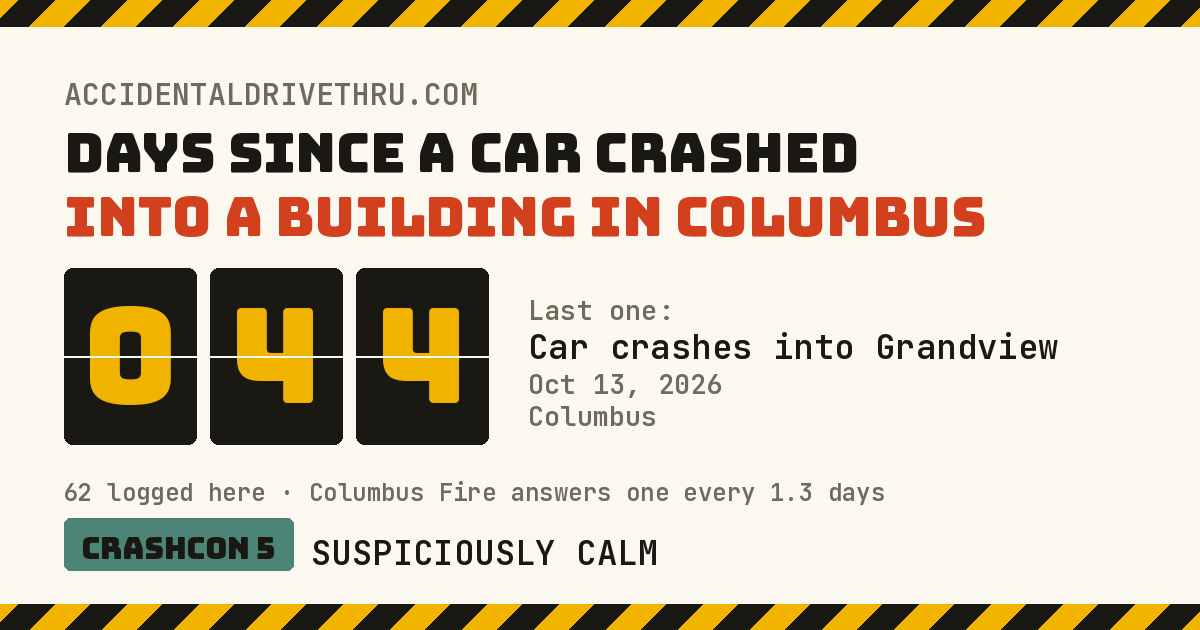 ACCIDENTALDRIVETHRU.COM
DAYS SINCE A CAR CRASHED
INTO A BUILDING IN COLUMBUS
044
Last one:
Car crashes into Grandview
Oct 13, 2026
Columbus
62 logged here · Columbus Fire answers one every 1.3 days
CRASHCON 5
SUSPICIOUSLY CALM